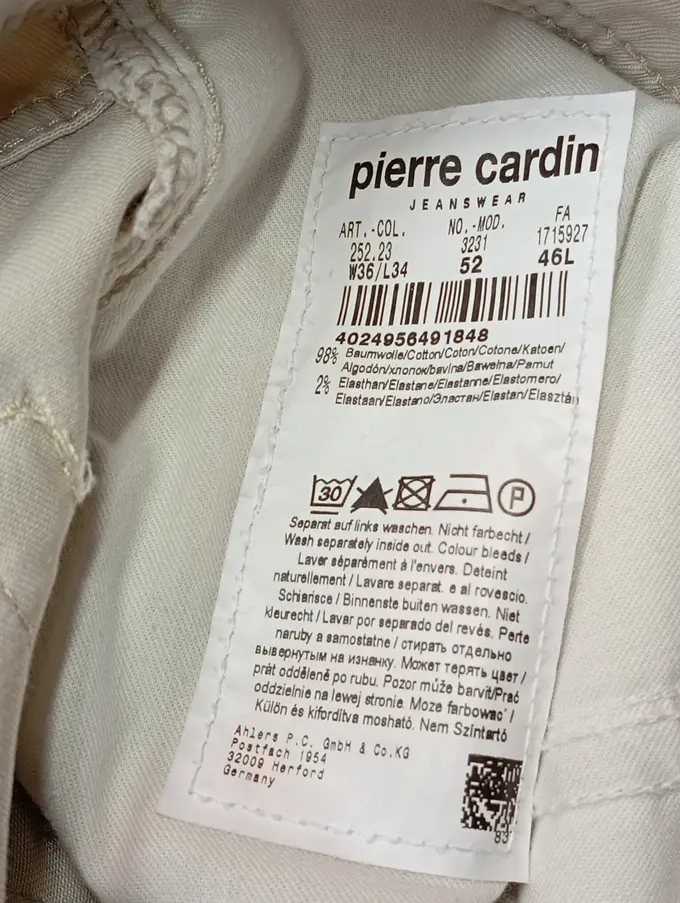 pierre cardin
JEANSWEAR
ART.-COL. NO.-MOD. FA
252.23 3231 1715927
W36/L34 52 46L
4024956491848
98% Baumwolle/Cotton/Coton/Cotone/Katoen/
Algodón/хлопок/bavlna/Bawełna/Pamut
2% Elasthan/Elastane/Elastanne/Elastomero/
Elastaan/Elastano/Эластан/Elastan/Elasztán
30 P
Separat auf links waschen. Nicht farbecht/
Wash separately inside out. Colour bleeds/
Laver séparèment à l'envers. Deteint
naturellement / Lavare separat. e al rovescio.
Schiarisce / Binnenste buiten wassen. Niet
kleurecht / Lavar por separado del revés. Perte
naruby a samostatne / стирать отдельно
вывернутым на изнанку. Может терять цвет /
prát odděleně po rubu. Pozor může barvit/Prać
oddzielnie na lewej stronie. Moze farbowac' /
Külön és kifordítva mosható. Nem Színtartó
Ahlers P.C. GmbH & Co.KG
Postfach 1954
32009 Herford
Germany
83